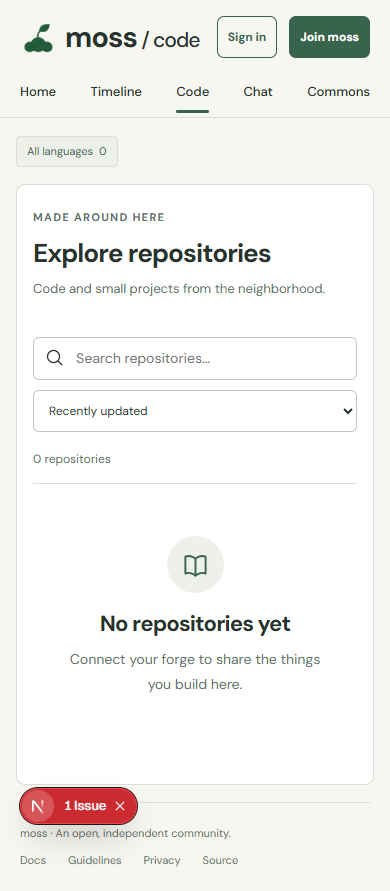 moss / code
Sign in
Join moss
Home Timeline Code Chat Commons
All languages 0
MADE AROUND HERE
Explore repositories
Code and small projects from the neighborhood.
Search repositories...
Recently updated
0 repositories
No repositories yet
Connect your forge to share the things
you build here.
N 1 Issue
moss · An open, independent community.
Docs Guidelines Privacy Source